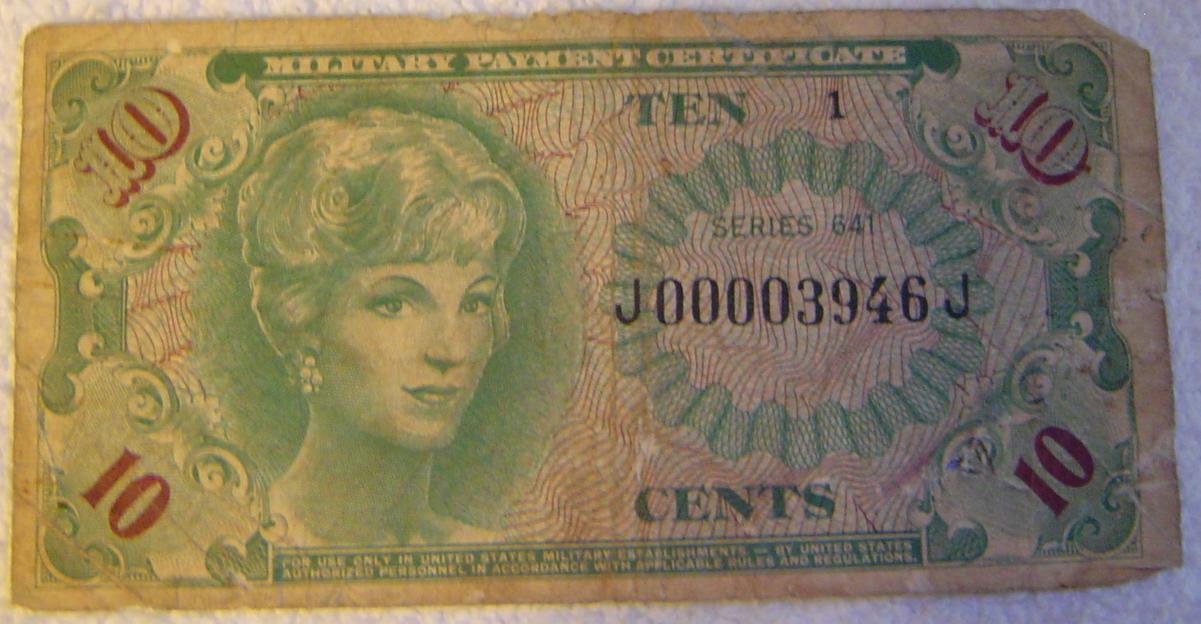 MILITARY PAYMENT CERTIFICATE
10 TEN 1 10
SERIES 641
J00003946J
10 CENTS 10
FOR USE ONLY IN UNITED STATES MILITARY ESTABLISHMENTS — BY UNITED STATES
AUTHORIZED PERSONNEL IN ACCORDANCE WITH APPLICABLE RULES AND REGULATIONS.